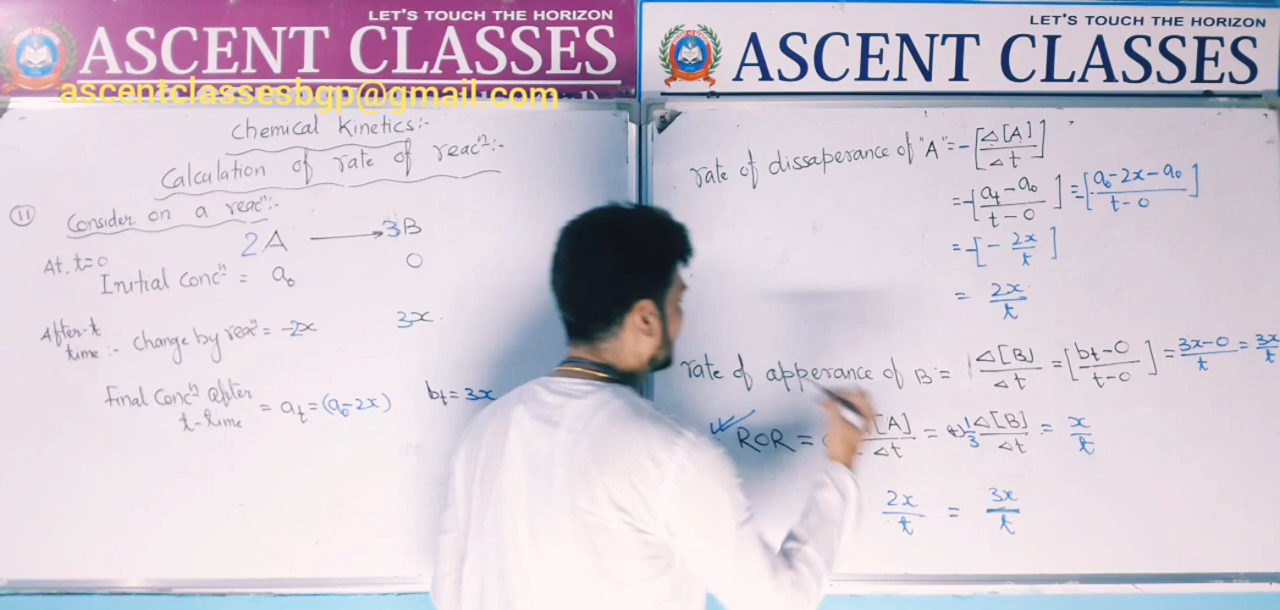 LET'S TOUCH THE HORIZON
ASCENT CLASSES
ascentclassesbgp@gmail.com
LET'S TOUCH THE HORIZON
ASCENT CLASSES
Chemical Kinetics:-
Calculation of rate of reacⁿ:-
(11) Consider on a reacⁿ:-
2A → 3B
At, t=0
Initial Concⁿ = a₀ 0
After-t
time:- Change by reacⁿ = -2x 3x.
Final Concⁿ after
t-time = aₜ = (a₀-2x) bₜ = 3x
rate of dissaperance of "A" = -[Δ[A]/Δt]
= -[aₜ-a₀/t-0] = -[a₀-2x-a₀/t-0]
= -[-2x/t]
= 2x/t
rate of apperance of B = Δ[B]/Δt = [bₜ-0/t-0] = 3x-0/t = 3x/t
ROR = [A]/Δt = (+)1/3 Δ[B]/Δt = x/t
2x/t = 3x/t